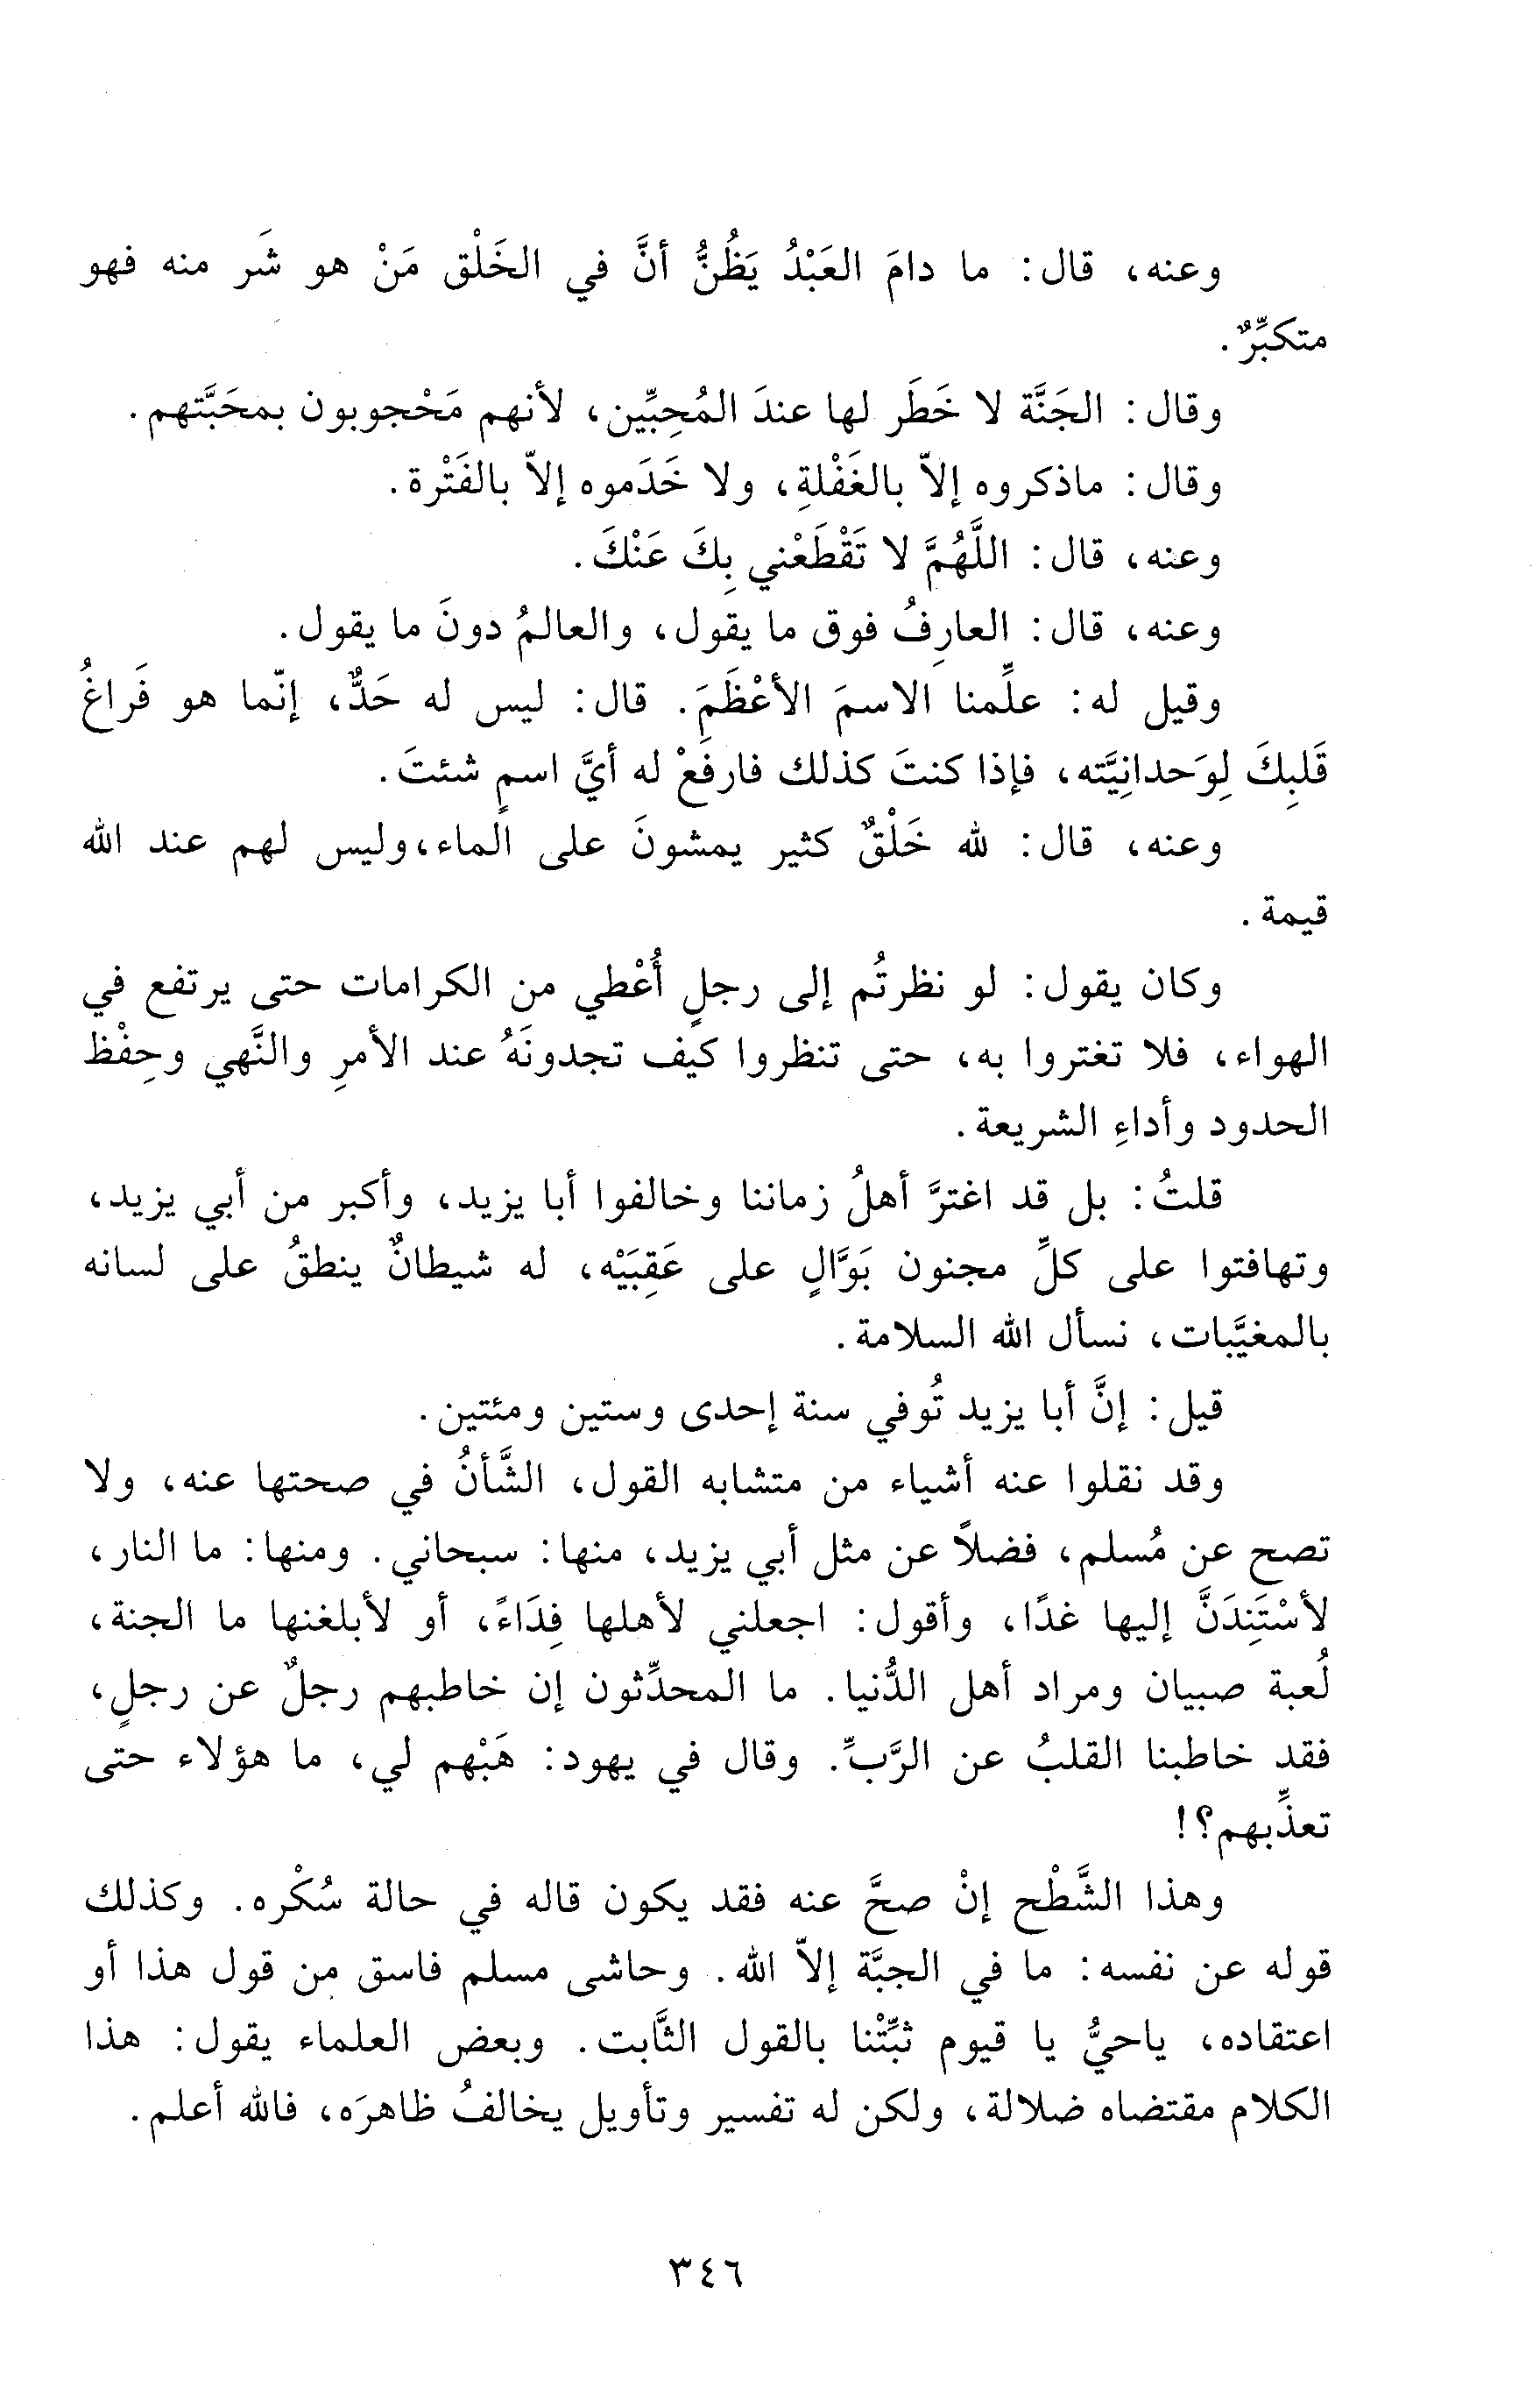 وعنه، قال: ما دامَ العَبْدُ يَظُنُّ أنَّ في الخَلْق مَنْ هو شَر منه فهو
متكبِّرٌ.
وقال: الجَنَّة لا خَطَر لها عندَ المُحِبِّين، لأنهم مَحْجوبون بمحَبَّتهم.
وقال: ماذكروه إلاّ بالغَفْلةِ، ولا خَدَموه إلاّ بالفَتْرة.
وعنه، قال: اللَّهُمَّ لا تَقْطَعْني بِكَ عَنْكَ.
وعنه، قال: العارِفُ فوق ما يقول، والعالمُ دونَ ما يقول.
وقيل له: علِّمنا الاسمَ الأعْظَمَ. قال: ليس له حَدٌّ، إنّما هو فَراغُ
قَلبِكَ لِوَحدانِيَّته، فإذا كنتَ كذلك فارفَعْ له أيَّ اسمٍ شئتَ.
وعنه، قال: لله خَلْقٌ كثير يمشونَ على الماء،وليس لهم عند الله
قيمة.
وكان يقول: لو نظرتُم إلى رجلٍ أُعْطي من الكرامات حتى يرتفع في
الهواء، فلا تغتروا به، حتى تنظروا كيف تجدونَهُ عند الأمرِ والنَّهي وحِفْظ
الحدود وأداءِ الشريعة.
قلتُ: بل قد اغترَّ أهلُ زماننا وخالفوا أبا يزيد، وأكبر من أبي يزيد،
وتهافتوا على كلِّ مجنون بَوَّالٍ على عَقِبَيْه، له شيطانٌ ينطقُ على لسانه
بالمغيَّبات، نسأل الله السلامة.
قيل: إنَّ أبا يزيد تُوفي سنة إحدى وستين ومئتين.
وقد نقلوا عنه أشياء من متشابه القول، الشَّأنُ في صحتها عنه، ولا
تصح عن مُسلم، فضلاً عن مثل أبي يزيد، منها: سبحاني. ومنها: ما النار،
لأسْتَنِدَنَّ إليها غدًا، وأقول: اجعلني لأهلها فِدَاءً، أو لأبلغنها ما الجنة،
لُعبة صبيان ومراد أهل الدُّنيا. ما المحدِّثون إن خاطبهم رجلٌ عن رجلٍ،
فقد خاطبنا القلبُ عن الرَّبِّ. وقال في يهود: هَبْهم لي، ما هؤلاء حتى
تعذِّبهم؟!
وهذا الشَّطْح إنْ صحَّ عنه فقد يكون قاله في حالة سُكْره. وكذلك
قوله عن نفسه: ما في الجبَّة إلاّ الله. وحاشى مسلم فاسق من قول هذا أو
اعتقاده، ياحيُّ يا قيوم ثبِّتْنا بالقول الثَّابت. وبعض العلماء يقول: هذا
الكلام مقتضاه ضلالة، ولكن له تفسير وتأويل يخالفُ ظاهرَه، فالله أعلم.
٣٤٦